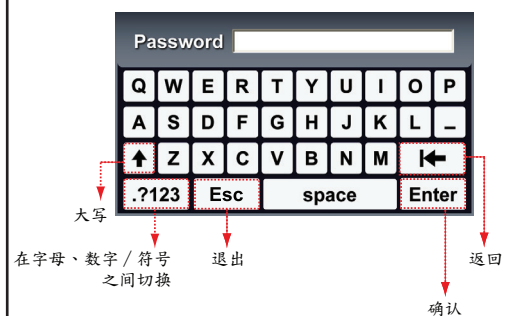 Password
Q W E R T Y U I O P
A S D F G H J K L _
Z X C V B N M
.?123 Esc space Enter
大写
在字母、数字 / 符号
之间切换
退出
返回
确认